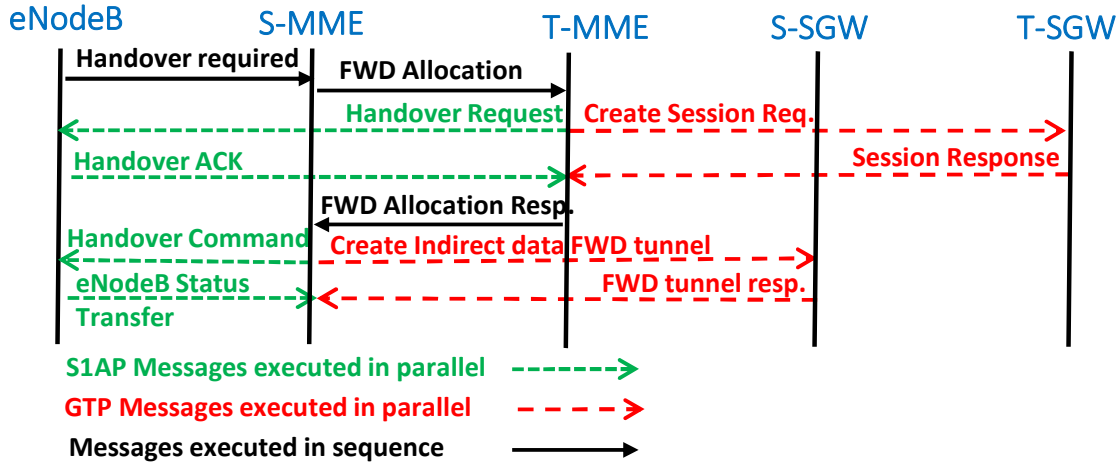 eNodeB S-MME T-MME S-SGW T-SGW
Handover required
FWD Allocation
Handover Request
Create Session Req.
Handover ACK
Session Response
FWD Allocation Resp.
Handover Command
Create Indirect data FWD tunnel
eNodeB Status
Transfer
FWD tunnel resp.
S1AP Messages executed in parallel
GTP Messages executed in parallel
Messages executed in sequence